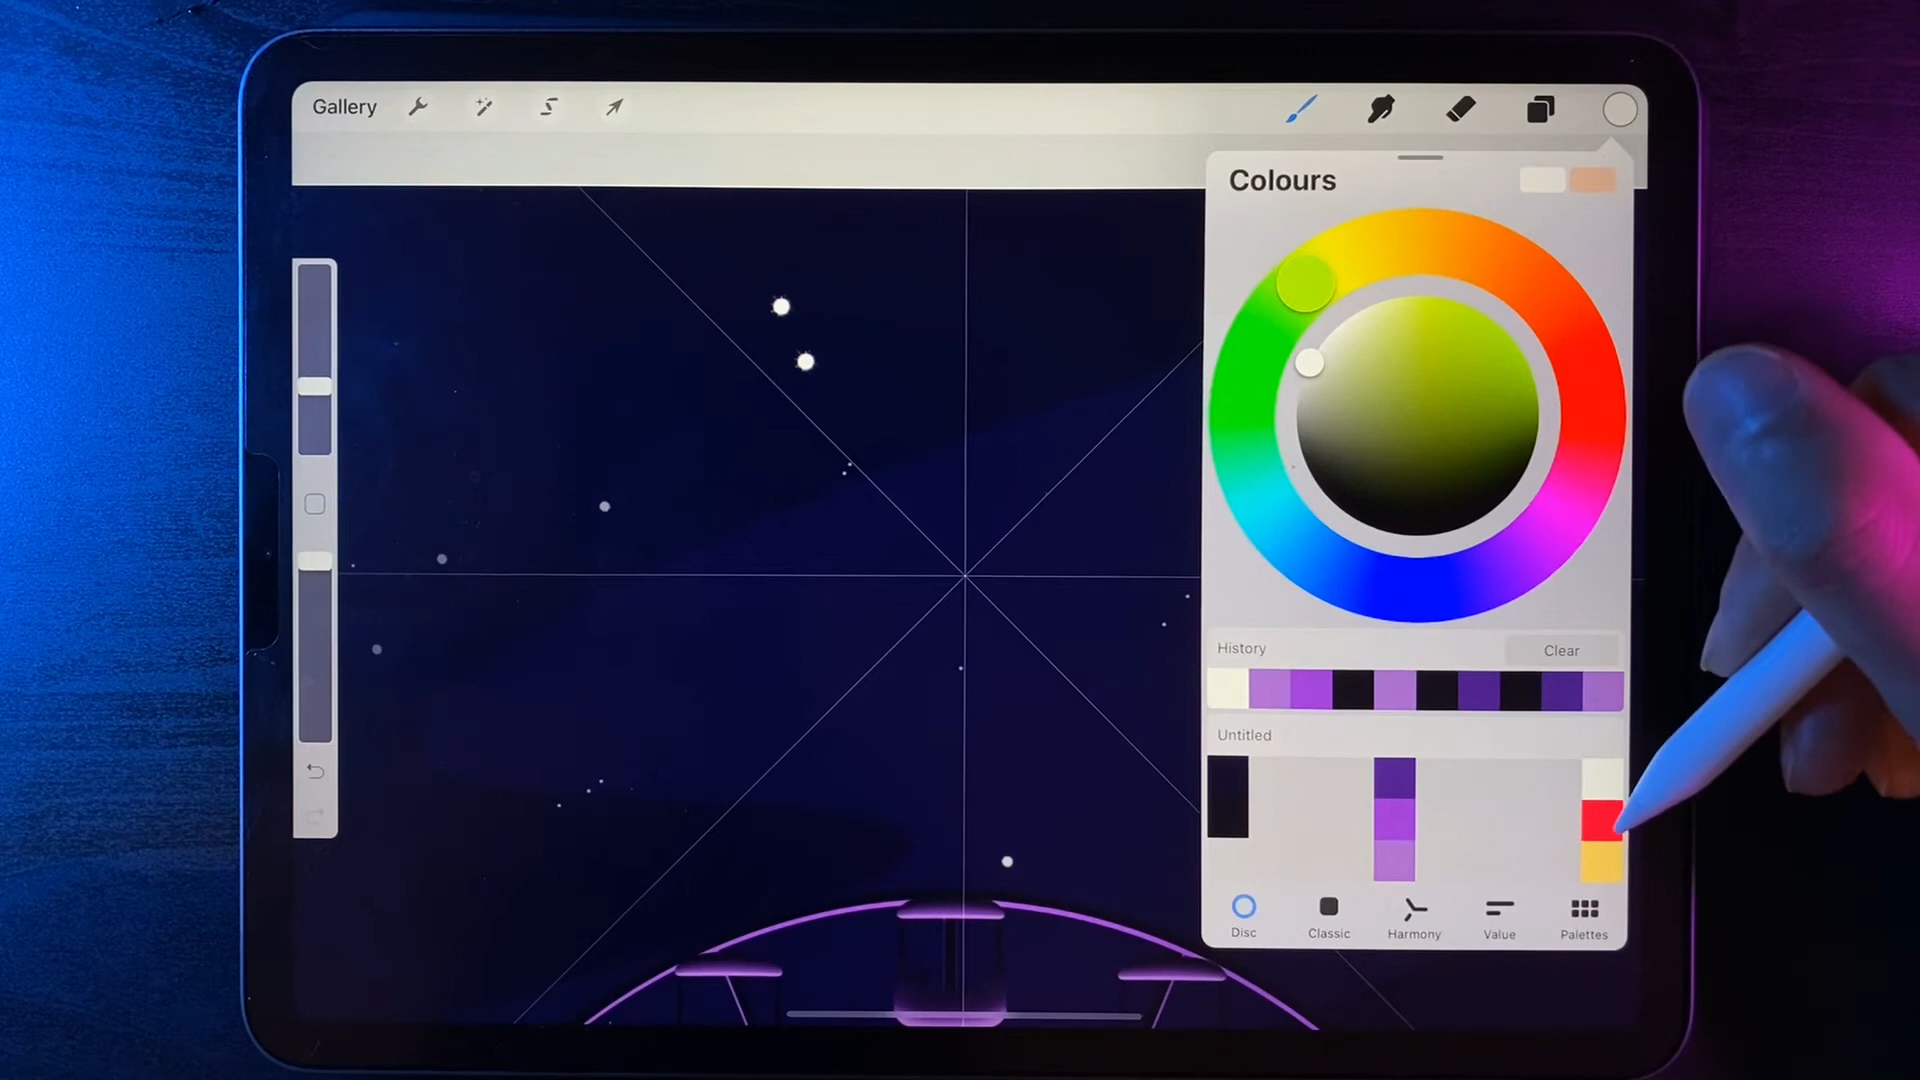 Gallery
Colours
History
Clear
Untitled
Disc
Classic
Harmony
Value
Palettes